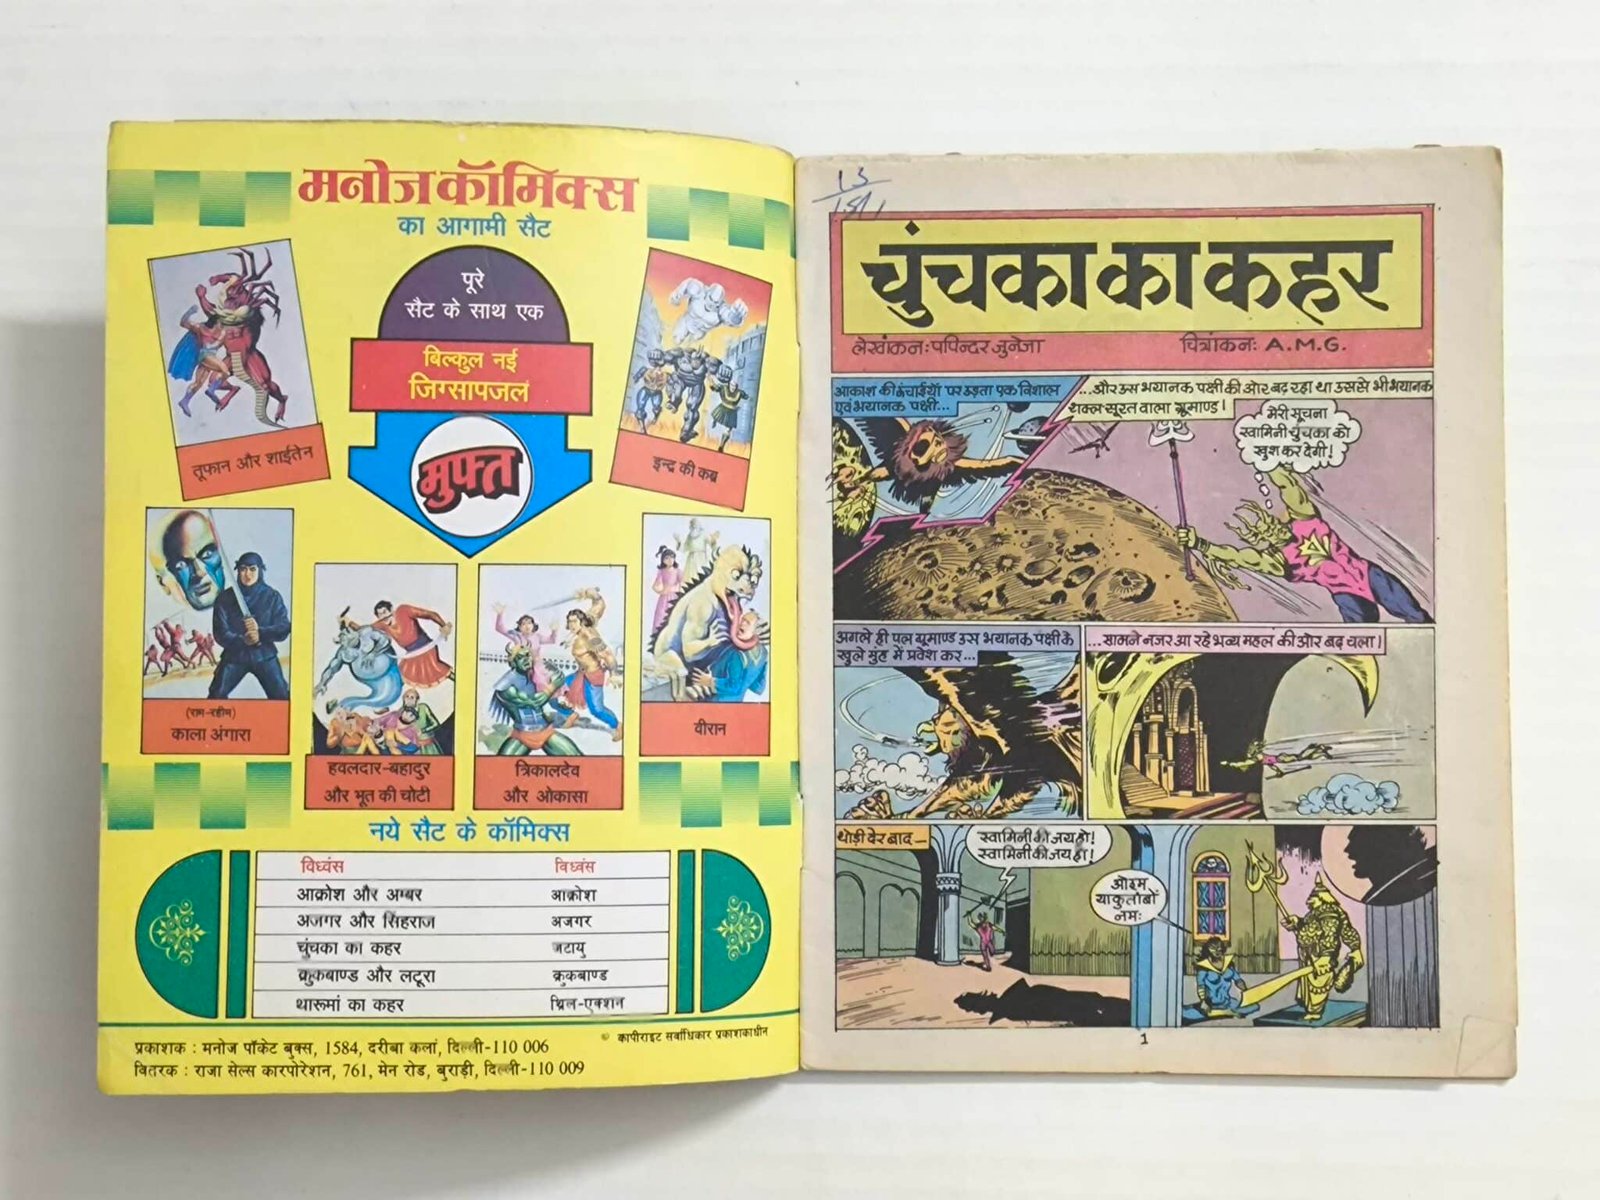 मनोज कॉमिक्स
का आगामी सैट
पूरे
सैट के साथ एक
बिल्कुल नई
जिग्सापजल
मुफ्त
तूफान और शाईतेन
इन्द्र की कब्र
(राम-रहीम)
काला अंगारा
हवलदार-बहादुर
और भूत की चोटी
त्रिकालदेव
और ओकासा
वीरान
नये सैट के कॉमिक्स
विध्वंस विध्वंस
आक्रोश और अम्बर आक्रोश
अजगर और सिंहराज अजगर
चुंचका का कहर जटायु
क्रुकबाण्ड और लटूरा क्रुकबाण्ड
थारूमां का कहर थ्रिल-एक्शन
© कापीराइट सर्वाधिकार प्रकाशकाधीन
प्रकाशक : मनोज पॉकेट बुक्स, 1584, दरीबा कलां, दिल्ली-110 006
वितरक : राजा सेल्स कारपोरेशन, 761, मेन रोड, बुराड़ी, दिल्ली-110 009
13
चुंचका का कहर
लेखांकन: पपिन्दर जुनेजा चित्रांकन: A.M.G.
आकाश की ऊंचाईयों पर उड़ता एक विशाल
एवं भयानक पक्षी...
...और उस भयानक पक्षी की ओर बढ़ रहा था उससे भी भयानक
शक्ल-सूरत वाला ब्रूमाण्ड।
मेरी सूचना
स्वामिनी चुंचका को
खुश कर देगी!
अगले ही पल ब्रूमाण्ड उस भयानक पक्षी के
खुले मुंह में प्रवेश कर...
...सामने नजर आ रहे भव्य महल की ओर बढ़ चला।
थोड़ी देर बाद—
स्वामिनी की जय हो!
स्वामिनी की जय हो!
ओइम
याकुताबों
नमः
1